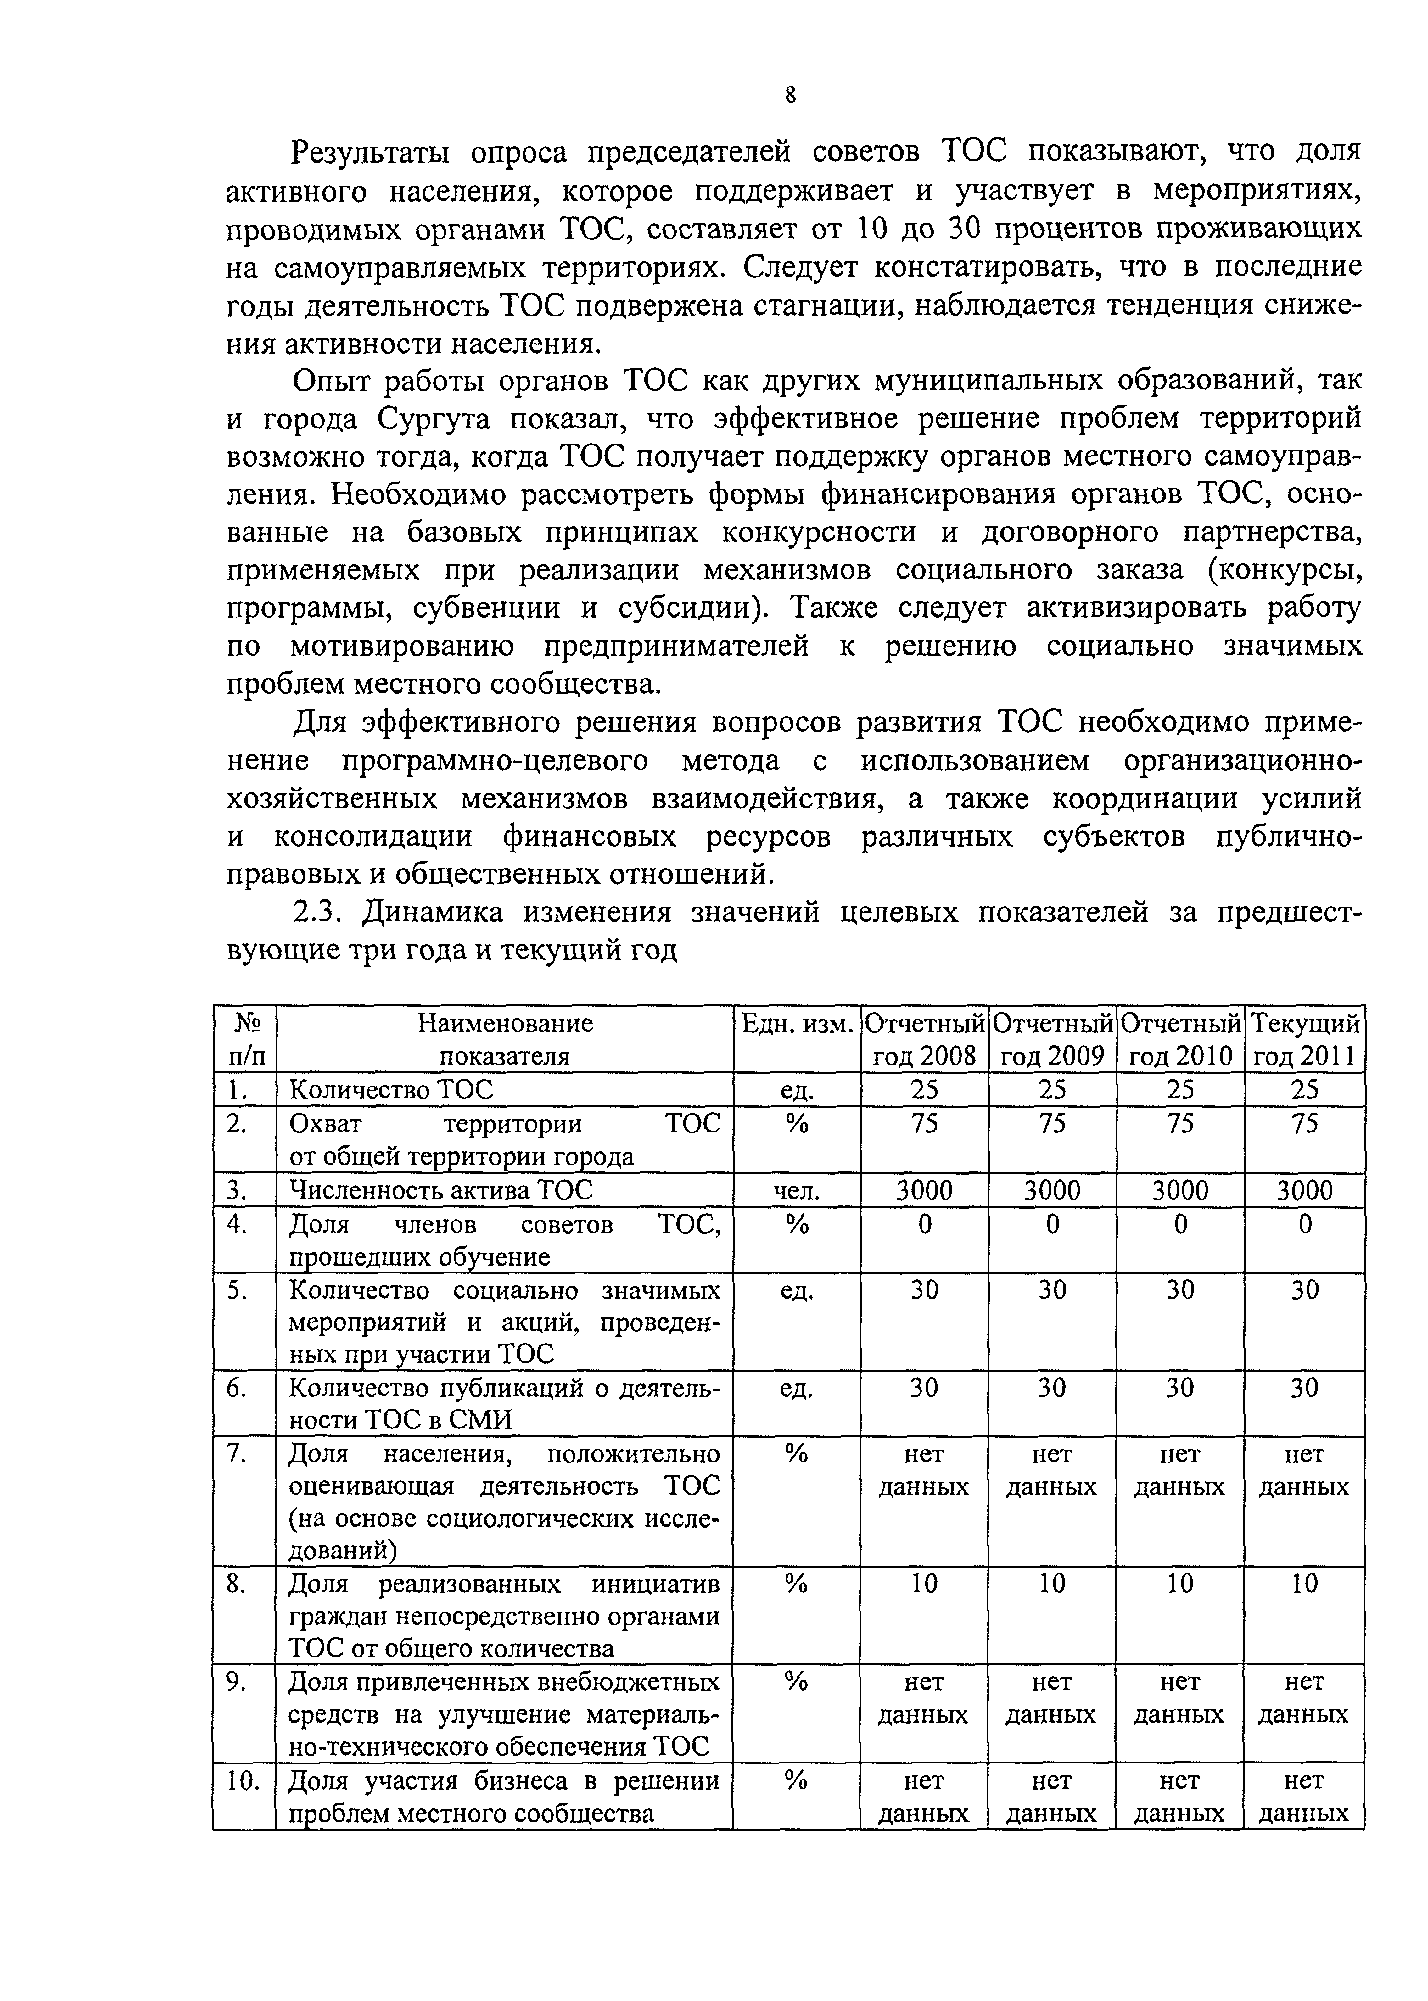 8
Результаты опроса председателей советов ТОС показывают, что доля
активного населения, которое поддерживает и участвует в мероприятиях,
проводимых органами ТОС, составляет от 10 до 30 процентов проживающих
на самоуправляемых территориях. Следует констатировать, что в последние
годы деятельность ТОС подвержена стагнации, наблюдается тенденция сниже-
ния активности населения.
Опыт работы органов ТОС как других муниципальных образований, так
и города Сургута показал, что эффективное решение проблем территорий
возможно тогда, когда ТОС получает поддержку органов местного самоуправ-
ления. Необходимо рассмотреть формы финансирования органов ТОС, осно-
ванные на базовых принципах конкурсности и договорного партнерства,
применяемых при реализации механизмов социального заказа (конкурсы,
программы, субвенции и субсидии). Также следует активизировать работу
по мотивированию предпринимателей к решению социально значимых
проблем местного сообщества.
Для эффективного решения вопросов развития ТОС необходимо приме-
нение программно-целевого метода с использованием организационно-
хозяйственных механизмов взаимодействия, а также координации усилий
и консолидации финансовых ресурсов различных субъектов публично-
правовых и общественных отношений.
2.3. Динамика изменения значений целевых показателей за предшест-
вующие три года и текущий год
№ Наименование Едн. изм. Отчетный Отчетный Отчетный Текущий
п/п показателя год 2008 год 2009 год 2010 год 2011
1. Количество ТОС ед. 25 25 25 25
2. Охват территории ТОС % 75 75 75 75
от общей территории города
3. Численность актива ТОС чел. 3000 3000 3000 3000
4. Доля членов советов ТОС, % 0 0 0 0
прошедших обучение
5. Количество социально значимых ед. 30 30 30 30
мероприятий и акций, проведен-
ных при участии ТОС
6. Количество публикаций о деятель- ед. 30 30 30 30
ности ТОС в СМИ
7. Доля населения, положительно % нет нет нет нет
оценивающая деятельность ТОС данных данных данных данных
(на основе социологических иссле-
дований)
8. Доля реализованных инициатив % 10 10 10 10
граждан непосредственно органами
ТОС от общего количества
9. Доля привлеченных внебюджетных % нет нет нет нет
средств на улучшение материаль- данных данных данных данных
но-технического обеспечения ТОС
10. Доля участия бизнеса в решении % нет нет нет нет
проблем местного сообщества данных данных данных данных